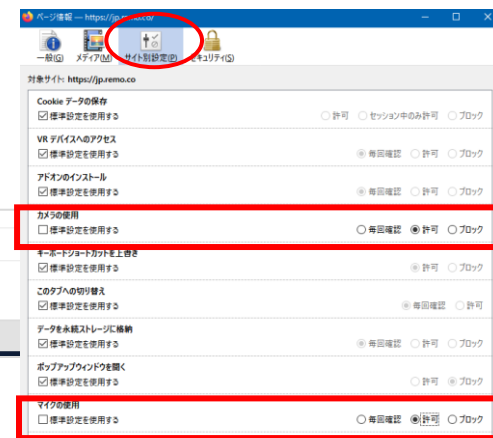 ページ情報 — https://jp.remo.co/
一般(G) メディア(M) サイト別設定(P) セキュリティ(S)
対象サイト: https://jp.remo.co
Cookie データの保存
標準設定を使用する 許可 セッション中のみ許可 ブロック
VR デバイスへのアクセス
標準設定を使用する 毎回確認 許可 ブロック
アドオンのインストール
標準設定を使用する 毎回確認 許可 ブロック
カメラの使用
標準設定を使用する 毎回確認 許可 ブロック
キーボードショートカットを上書き
標準設定を使用する 許可 ブロック
このタブへの切り替え
標準設定を使用する 毎回確認 許可
データを永続ストレージに格納
標準設定を使用する 毎回確認 許可 ブロック
ポップアップウィンドウを開く
標準設定を使用する 許可 ブロック
マイクの使用
標準設定を使用する 毎回確認 許可 ブロック